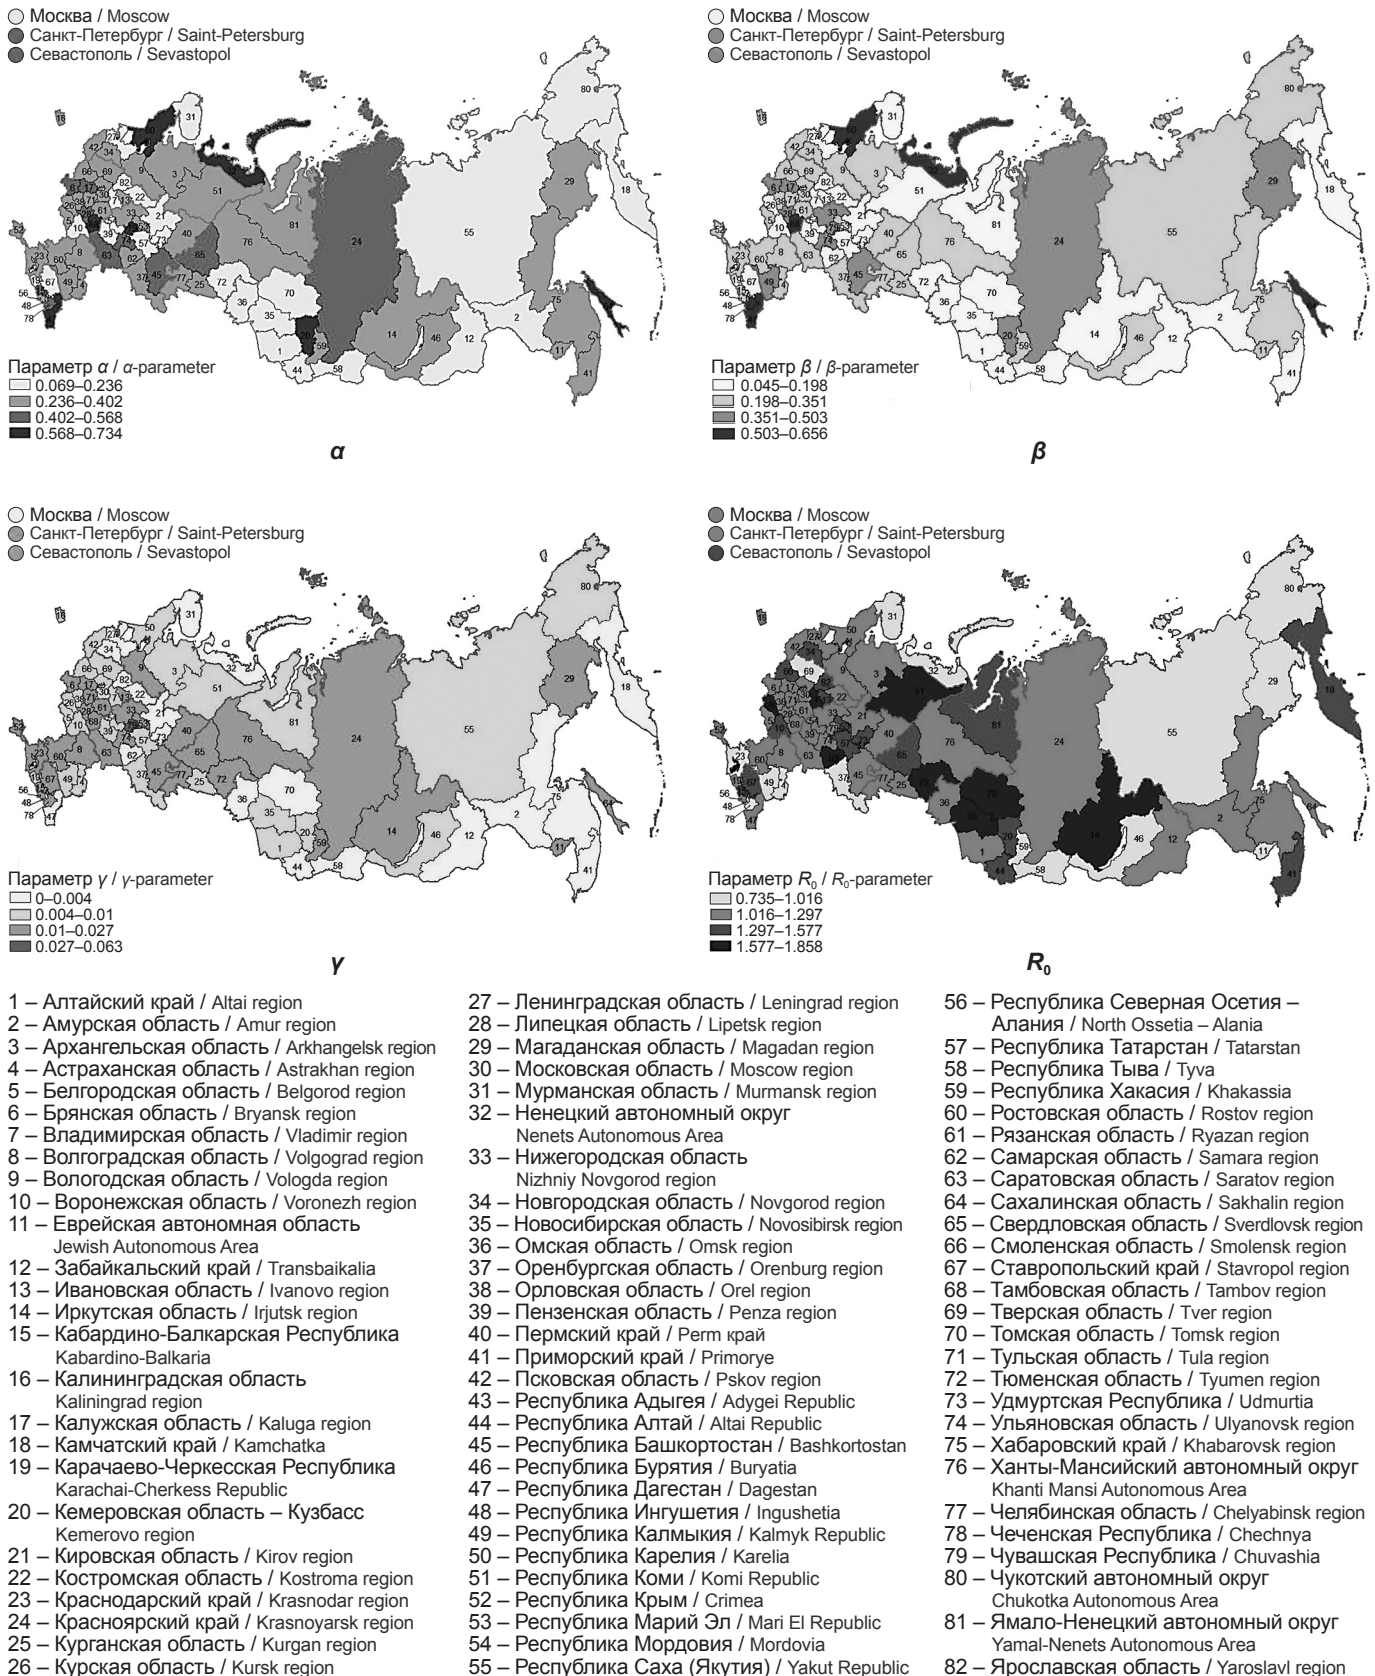 Москва / Moscow
Санкт-Петербург / Saint-Petersburg
Севастополь / Sevastopol
Параметр α / α-parameter
0.069–0.236
0.236–0.402
0.402–0.568
0.568–0.734
α
Москва / Moscow
Санкт-Петербург / Saint-Petersburg
Севастополь / Sevastopol
Параметр β / β-parameter
0.045–0.198
0.198–0.351
0.351–0.503
0.503–0.656
β
Москва / Moscow
Санкт-Петербург / Saint-Petersburg
Севастополь / Sevastopol
Параметр γ / γ-parameter
0–0.004
0.004–0.01
0.01–0.027
0.027–0.063
γ
Москва / Moscow
Санкт-Петербург / Saint-Petersburg
Севастополь / Sevastopol
Параметр R0 / R0-parameter
0.735–1.016
1.016–1.297
1.297–1.577
1.577–1.858
R0
1 – Алтайский край / Altai region
2 – Амурская область / Amur region
3 – Архангельская область / Arkhangelsk region
4 – Астраханская область / Astrakhan region
5 – Белгородская область / Belgorod region
6 – Брянская область / Bryansk region
7 – Владимирская область / Vladimir region
8 – Волгоградская область / Volgograd region
9 – Вологодская область / Vologda region
10 – Воронежская область / Voronezh region
11 – Еврейская автономная область
Jewish Autonomous Area
12 – Забайкальский край / Transbaikalia
13 – Ивановская область / Ivanovo region
14 – Иркутская область / Irjutsk region
15 – Кабардино-Балкарская Республика
Kabardino-Balkaria
16 – Калининградская область
Kaliningrad region
17 – Калужская область / Kaluga region
18 – Камчатский край / Kamchatka
19 – Карачаево-Черкесская Республика
Karachai-Cherkess Republic
20 – Кемеровская область – Кузбасс
Kemerovo region
21 – Кировская область / Kirov region
22 – Костромская область / Kostroma region
23 – Краснодарский край / Krasnodar region
24 – Красноярский край / Krasnoyarsk region
25 – Курганская область / Kurgan region
26 – Курская область / Kursk region
27 – Ленинградская область / Leningrad region
28 – Липецкая область / Lipetsk region
29 – Магаданская область / Magadan region
30 – Московская область / Moscow region
31 – Мурманская область / Murmansk region
32 – Ненецкий автономный округ
Nenets Autonomous Area
33 – Нижегородская область
Nizhniy Novgorod region
34 – Новгородская область / Novgorod region
35 – Новосибирская область / Novosibirsk region
36 – Омская область / Omsk region
37 – Оренбургская область / Orenburg region
38 – Орловская область / Orel region
39 – Пензенская область / Penza region
40 – Пермский край / Perm край
41 – Приморский край / Primorye
42 – Псковская область / Pskov region
43 – Республика Адыгея / Adygei Republic
44 – Республика Алтай / Altai Republic
45 – Республика Башкортостан / Bashkortostan
46 – Республика Бурятия / Buryatia
47 – Республика Дагестан / Dagestan
48 – Республика Ингушетия / Ingushetia
49 – Республика Калмыкия / Kalmyk Republic
50 – Республика Карелия / Karelia
51 – Республика Коми / Komi Republic
52 – Республика Крым / Crimea
53 – Республика Марий Эл / Mari El Republic
54 – Республика Мордовия / Mordovia
55 – Республика Саха (Якутия) / Yakut Republic
56 – Республика Северная Осетия –
Алания / North Ossetia – Alania
57 – Республика Татарстан / Tatarstan
58 – Республика Тыва / Tyva
59 – Республика Хакасия / Khakassia
60 – Ростовская область / Rostov region
61 – Рязанская область / Ryazan region
62 – Самарская область / Samara region
63 – Саратовская область / Saratov region
64 – Сахалинская область / Sakhalin region
65 – Свердловская область / Sverdlovsk region
66 – Смоленская область / Smolensk region
67 – Ставропольский край / Stavropol region
68 – Тамбовская область / Tambov region
69 – Тверская область / Tver region
70 – Томская область / Tomsk region
71 – Тульская область / Tula region
72 – Тюменская область / Tyumen region
73 – Удмуртская Республика / Udmurtia
74 – Ульяновская область / Ulyanovsk region
75 – Хабаровский край / Khabarovsk region
76 – Ханты-Мансийский автономный округ
Khanti Mansi Autonomous Area
77 – Челябинская область / Chelyabinsk region
78 – Чеченская Республика / Chechnya
79 – Чувашская Республика / Chuvashia
80 – Чукотский автономный округ
Chukotka Autonomous Area
81 – Ямало-Ненецкий автономный округ
Yamal-Nenets Autonomous Area
82 – Ярославская область / Yaroslavl region